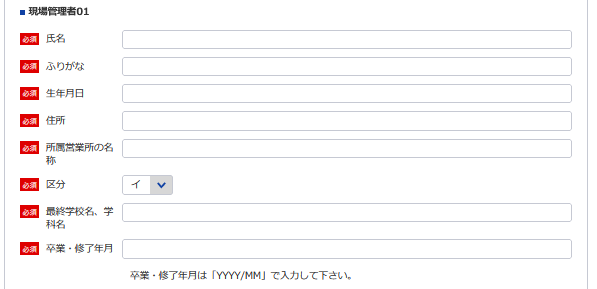 ■ 現場管理者01
必須 氏名
必須 ふりがな
必須 生年月日
必須 住所
必須 所属営業所の名
称
必須 区分 イ
必須 最終学校名、学
科名
必須 卒業・修了年月
卒業・修了年月は「YYYY/MM」で入力して下さい。